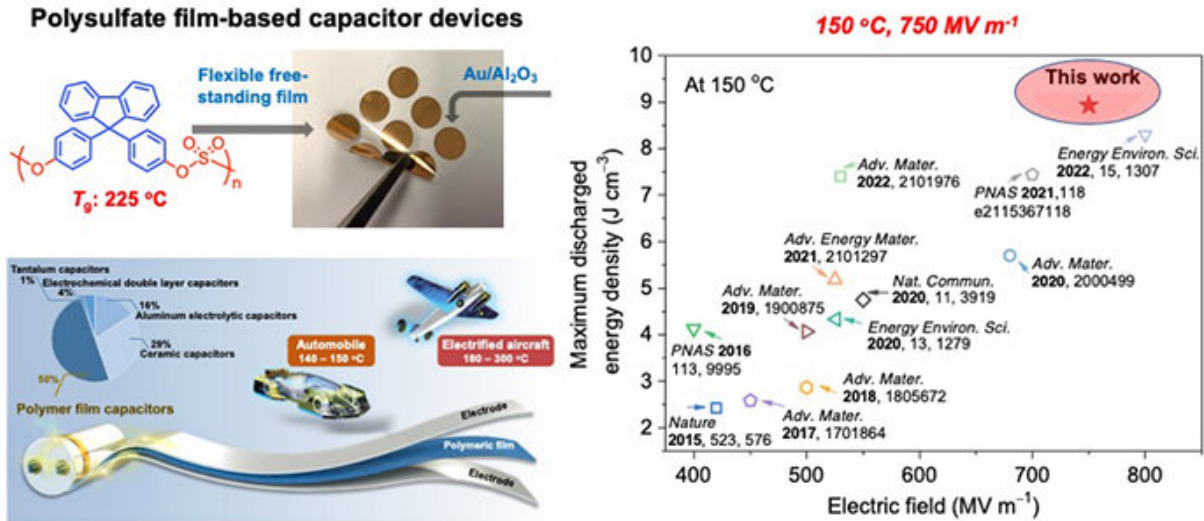 Polysulfate film-based capacitor devices
Flexible free-
standing film
Au/Al₂O₃
O
O
O
O
S
n
Tg: 225 °C
Tantalum capacitors
1%
Electrochemical double layer capacitors
4%
16%
Aluminum electrolytic capacitors
29%
Ceramic capacitors
50%
Polymer film capacitors
Automobile
140 – 150 °C
Electrified aircraft
180 – 300 °C
Electrode
Polymeric film
Electrode
150 °C, 750 MV m⁻¹
At 150 °C
This work
Energy Environ. Sci.
2022, 15, 1307
Adv. Mater.
2022, 2101976
PNAS 2021,118
e2115367118
Adv. Energy Mater.
2021, 2101297
Adv. Mater.
2020, 2000499
Nat. Commun.
2020, 11, 3919
Adv. Mater.
2019, 1900875
Energy Environ. Sci.
2020, 13, 1279
PNAS 2016
113, 9995
Adv. Mater.
2018, 1805672
Nature
2015, 523, 576
Adv. Mater.
2017, 1701864
Maximum discharged
energy density (J cm⁻³)
10
9
8
7
6
5
4
3
2
400
500
600
700
800
Electric field (MV m⁻¹)